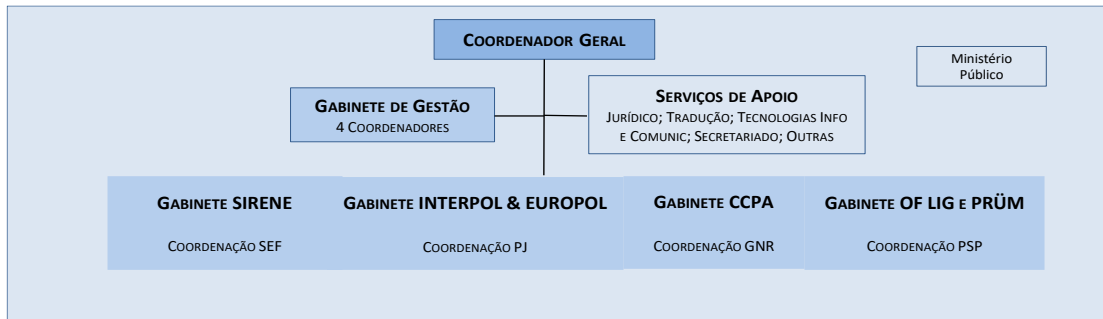 COORDENADOR GERAL
Ministério
Público
GABINETE DE GESTÃO
4 COORDENADORES
SERVIÇOS DE APOIO
JURÍDICO; TRADUÇÃO; TECNOLOGIAS INFO
E COMUNIC; SECRETARIADO; OUTRAS
GABINETE SIRENE
COORDENAÇÃO SEF
GABINETE INTERPOL & EUROPOL
COORDENAÇÃO PJ
GABINETE CCPA
COORDENAÇÃO GNR
GABINETE OF LIG E PRÜM
COORDENAÇÃO PSP